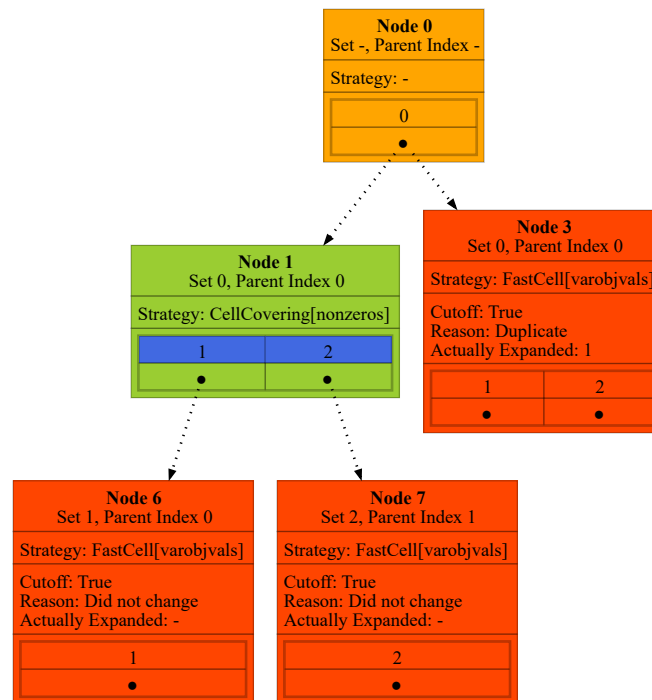 Node 0
Set -, Parent Index -
Strategy: -
0
Node 1
Set 0, Parent Index 0
Strategy: CellCovering[nonzeros]
1 2
Node 3
Set 0, Parent Index 0
Strategy: FastCell[varobjvals]
Cutoff: True
Reason: Duplicate
Actually Expanded: 1
1 2
Node 6
Set 1, Parent Index 0
Strategy: FastCell[varobjvals]
Cutoff: True
Reason: Did not change
Actually Expanded: -
1
Node 7
Set 2, Parent Index 1
Strategy: FastCell[varobjvals]
Cutoff: True
Reason: Did not change
Actually Expanded: -
2